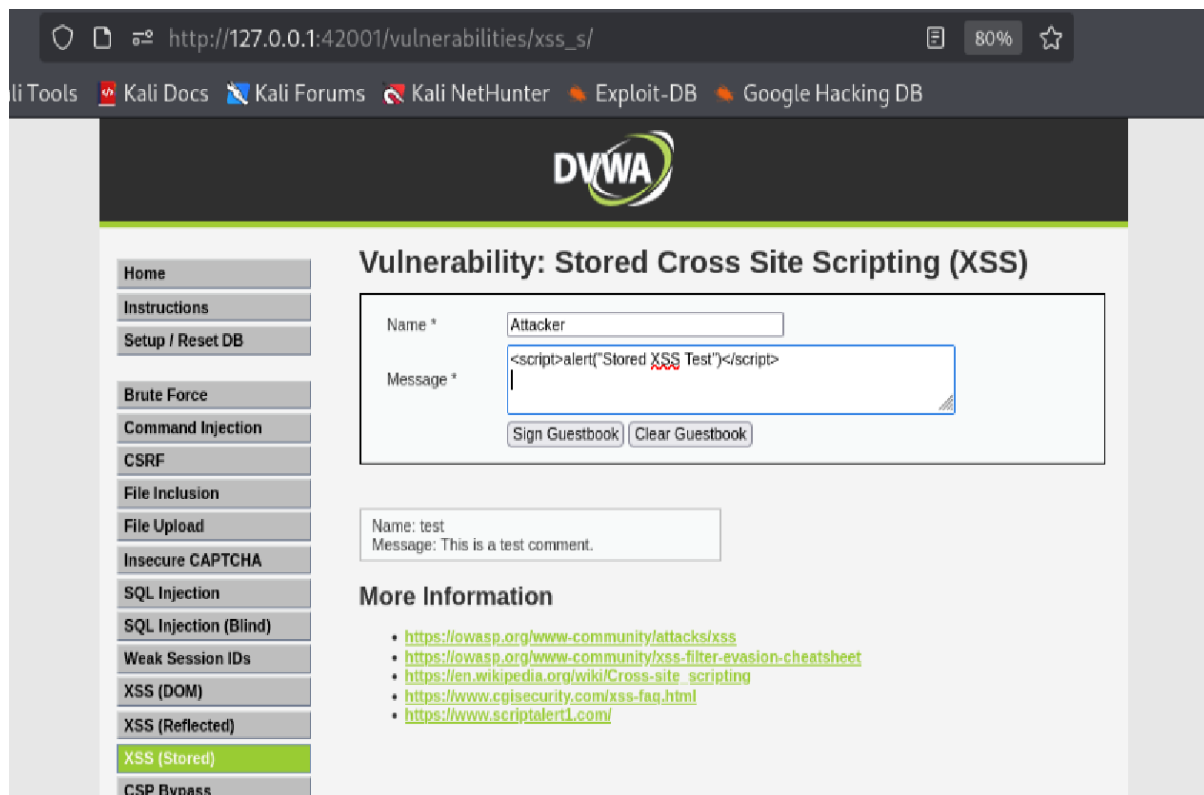 http://127.0.0.1:42001/vulnerabilities/xss_s/
80%
li Tools
Kali Docs
Kali Forums
Kali NetHunter
Exploit-DB
Google Hacking DB
DVWA
Home
Instructions
Setup / Reset DB
Brute Force
Command Injection
CSRF
File Inclusion
File Upload
Insecure CAPTCHA
SQL Injection
SQL Injection (Blind)
Weak Session IDs
XSS (DOM)
XSS (Reflected)
XSS (Stored)
CSP Bypass
Vulnerability: Stored Cross Site Scripting (XSS)
Name * Attacker
Message * <script>alert("Stored XSS Test")</script>
Sign Guestbook Clear Guestbook
Name: test
Message: This is a test comment.
More Information
https://owasp.org/www-community/attacks/xss
https://owasp.org/www-community/xss-filter-evasion-cheatsheet
https://en.wikipedia.org/wiki/Cross-site_scripting
https://www.cgisecurity.com/xss-faq.html
https://www.scriptalert1.com/